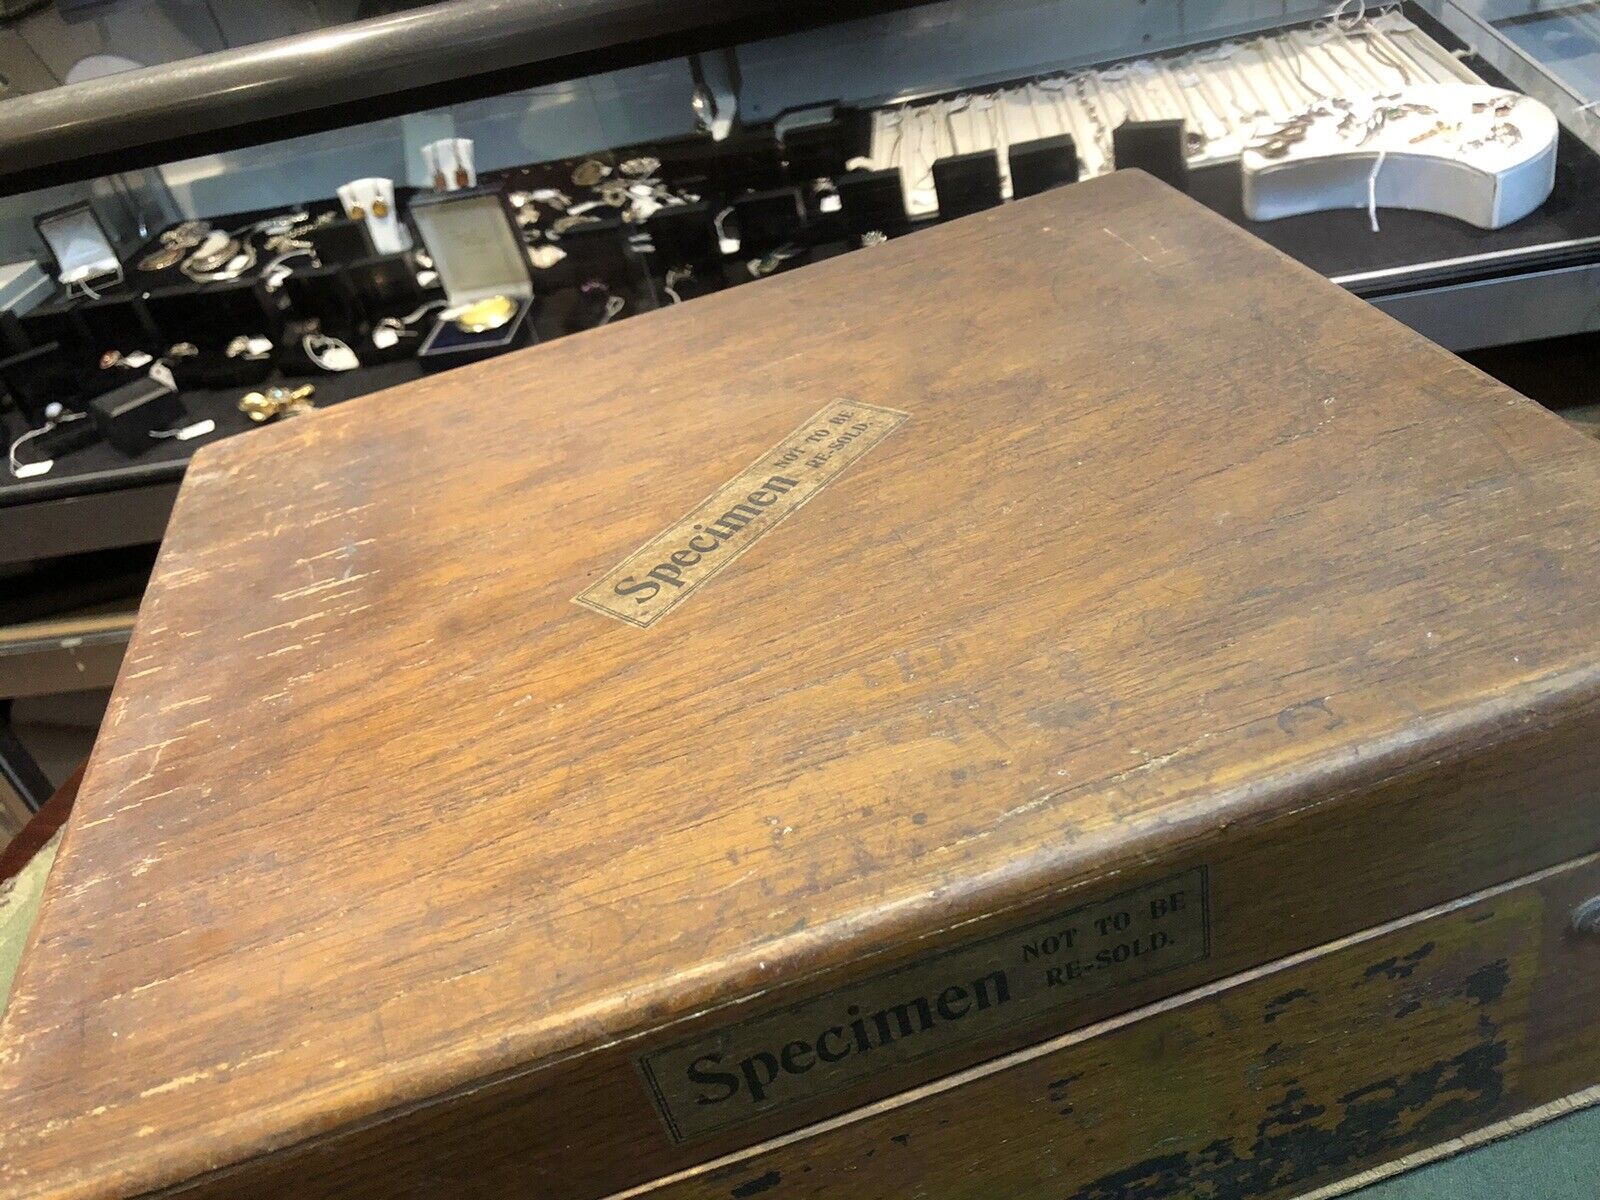 Specimen NOT TO BE
RE-SOLD.
Specimen NOT TO BE
RE-SOLD.